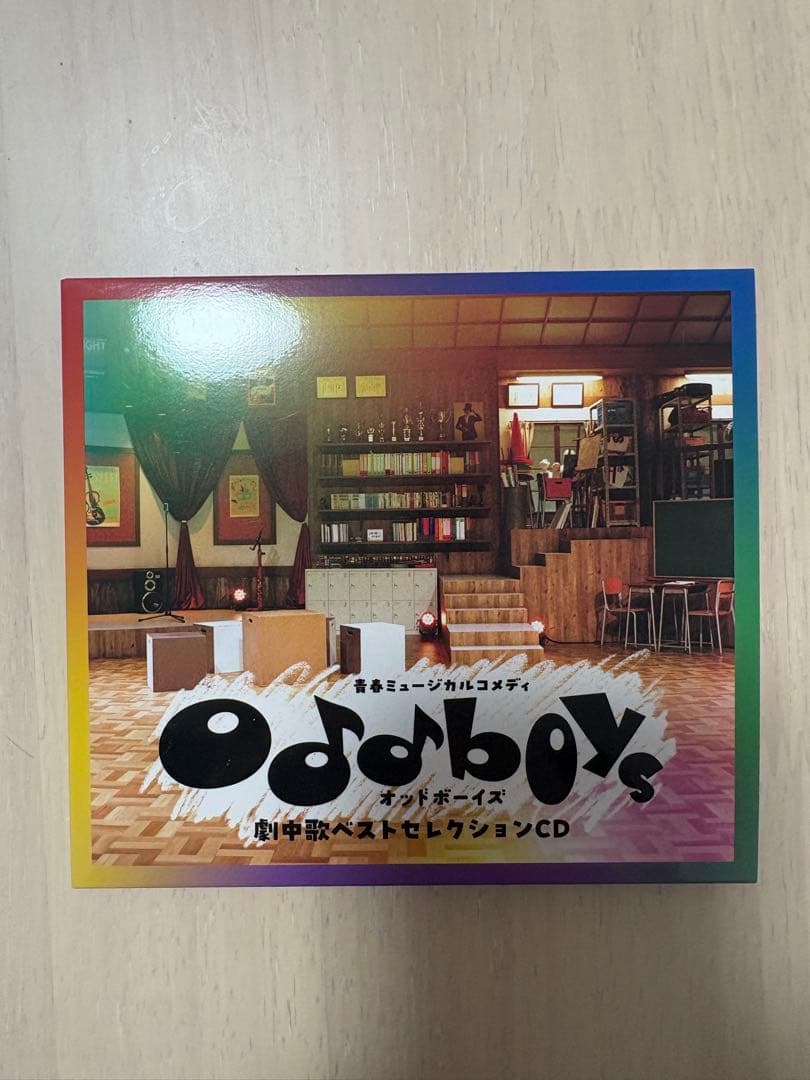 GHT
青春ミュージカルコメディ
oddboys
オッドボーイズ
劇中歌ベストセレクションCD